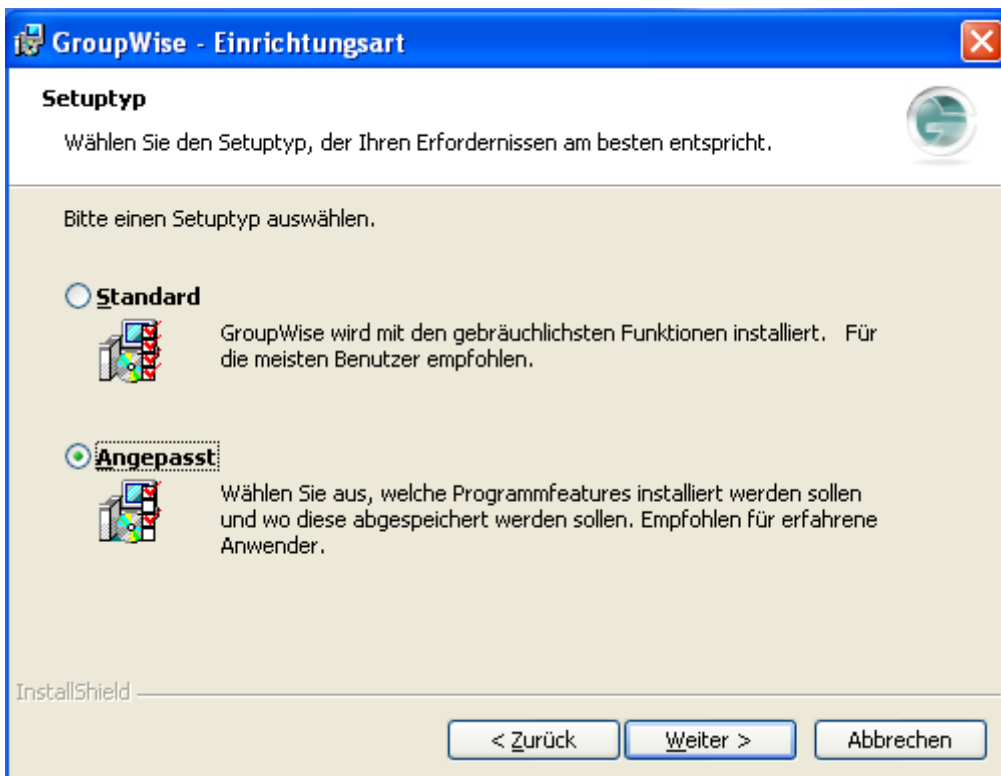 GroupWise - Einrichtungsart
Setuptyp
Wählen Sie den Setuptyp, der Ihren Erfordernissen am besten entspricht.
Bitte einen Setuptyp auswählen.
Standard
GroupWise wird mit den gebräuchlichsten Funktionen installiert. Für
die meisten Benutzer empfohlen.
Angepasst
Wählen Sie aus, welche Programmfeatures installiert werden sollen
und wo diese abgespeichert werden sollen. Empfohlen für erfahrene
Anwender.
InstallShield
< Zurück
Weiter >
Abbrechen